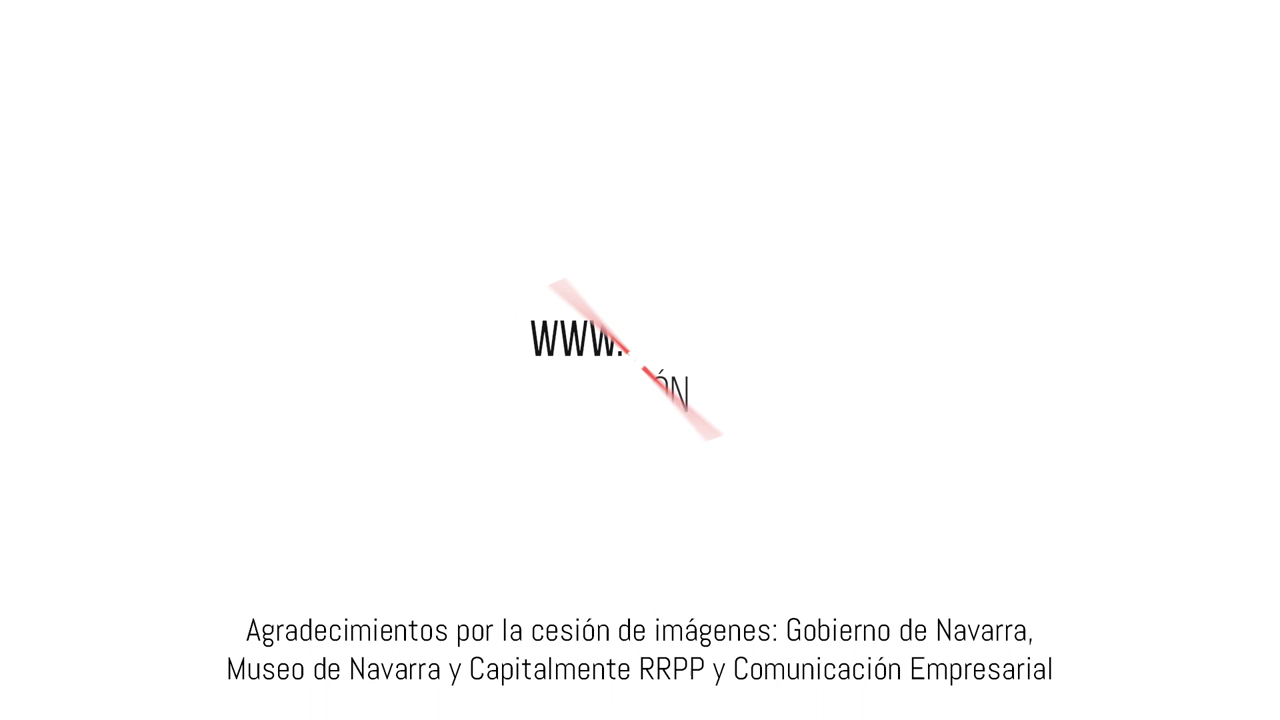 WWW.
ÓN
Agradecimientos por la cesión de imágenes: Gobierno de Navarra,
Museo de Navarra y Capitalmente RRPP y Comunicación Empresarial